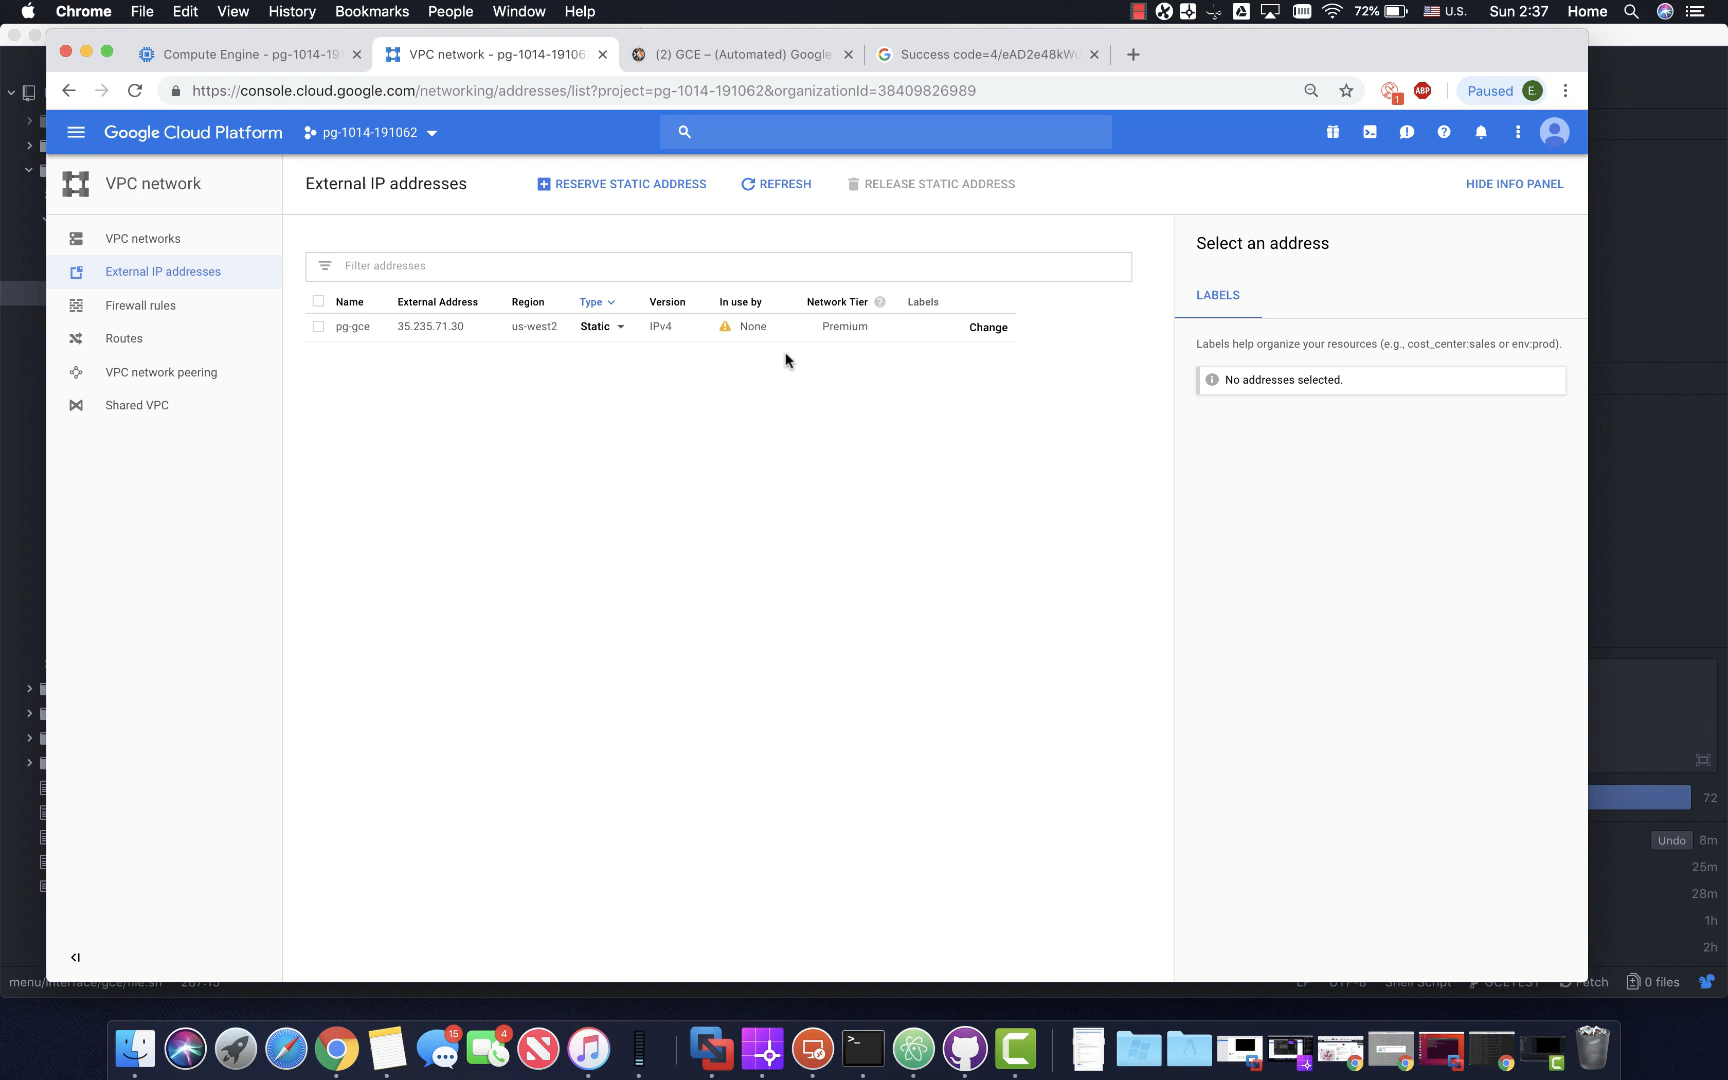 Chrome File Edit View History Bookmarks People Window Help 72% U.S. Sun 2:37 Home
Compute Engine - pg-1014-19 VPC network - pg-1014-19106 (2) GCE – (Automated) Google Success code=4/eAD2e48kW
https://console.cloud.google.com/networking/addresses/list?project=pg-1014-191062&organizationId=38409826989 1 ABP Paused E
Google Cloud Platform pg-1014-191062
VPC network External IP addresses RESERVE STATIC ADDRESS REFRESH RELEASE STATIC ADDRESS HIDE INFO PANEL
VPC networks
External IP addresses
Firewall rules
Routes
VPC network peering
Shared VPC
Filter addresses
Name External Address Region Type Version In use by Network Tier Labels
pg-gce 35.235.71.30 us-west2 Static IPv4 None Premium Change
Select an address
LABELS
Labels help organize your resources (e.g., cost_center:sales or env:prod).
No addresses selected.
72
Undo 8m
25m
28m
1h
2h
0 files
15 4